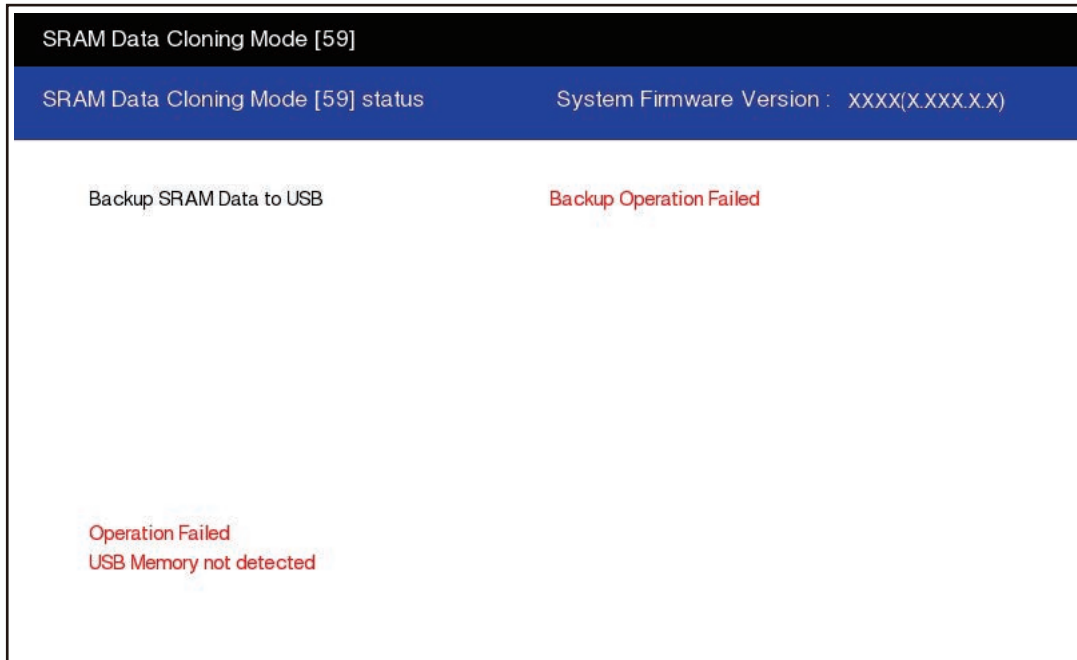 SRAM Data Cloning Mode [59]
SRAM Data Cloning Mode [59] status System Firmware Version : XXXX(X.XXX.X.X)
Backup SRAM Data to USB Backup Operation Failed
Operation Failed
USB Memory not detected